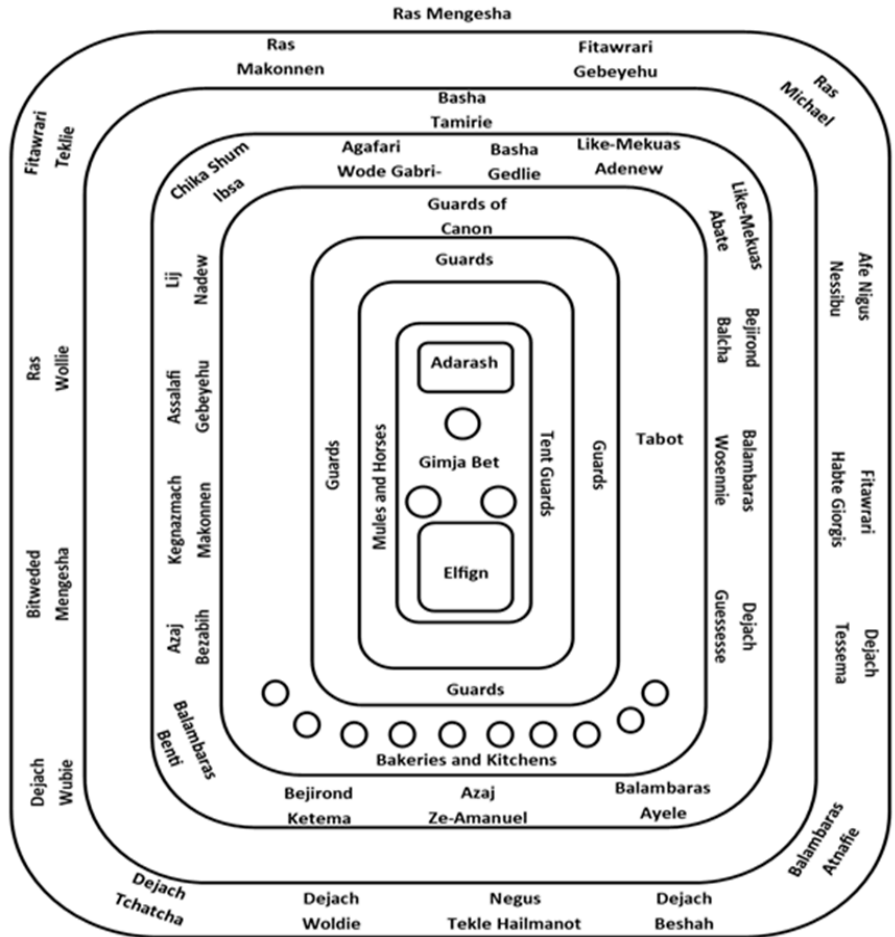 Ras Mengesha
Ras
Makonnen
Fitawrari
Gebeyehu
Ras
Michael
Basha
Tamirie
Fitawrari
Teklie
Chika Shum
Ibsa
Agafari
Wode Gabri-
Basha
Gedlie
Like-Mekuas
Adenew
Like-Mekuas
Abate
Guards of
Canon
Guards
Lij
Nadew
Afe Nigus
Nessibu
Bejirond
Balcha
Ras
Wollie
Assalafi
Gebeyehu
Adarash
Guards
Mules and Horses
Gimja Bet
Tent Guards
Guards
Tabot
Balambaras
Wosennie
Fitawrari
Habte Giorgis
Kegnazmach
Makonnen
Bitweded
Mengesha
Elfign
Azaj
Bezabih
Dejach
Guessesse
Dejach
Tessema
Guards
Balambaras
Benti
Bakeries and Kitchens
Dejach
Wubie
Bejirond
Ketema
Azaj
Ze-Amanuel
Balambaras
Ayele
Balambaras
Atnafie
Dejach
Tchatcha
Dejach
Woldie
Negus
Tekle Hailmanot
Dejach
Beshah